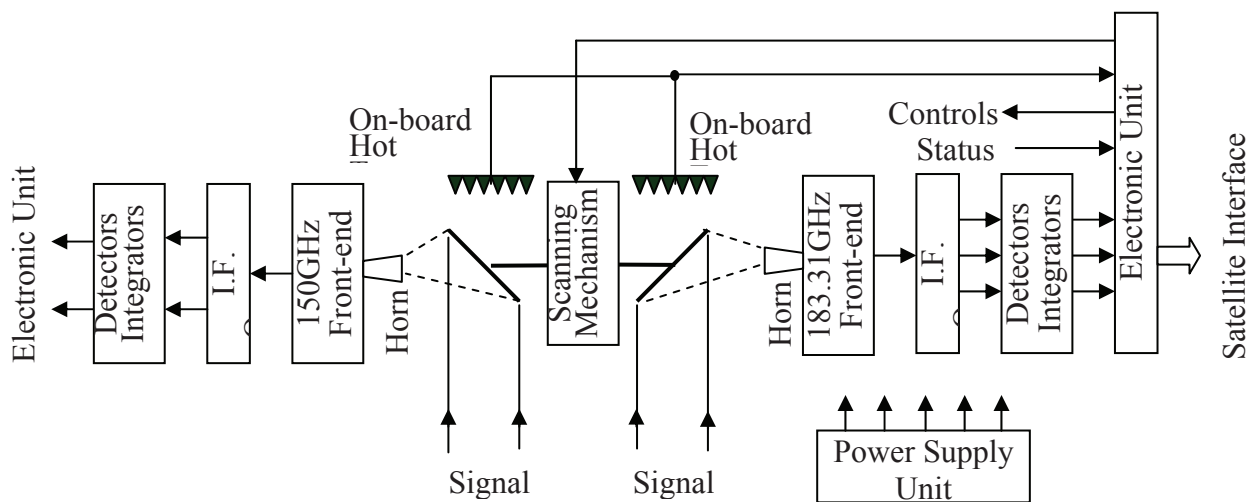 On-board
Hot
On-board
Hot
Controls
Status
Electronic Unit
Detectors
Integrators
I.F.
150GHz
Front-end
Horn
Scanning
Mechanism
Horn
183.31GHz
Front-end
I.F.
Detectors
Integrators
Electronic Unit
Satellite Interface
Signal
Signal
Power Supply
Unit